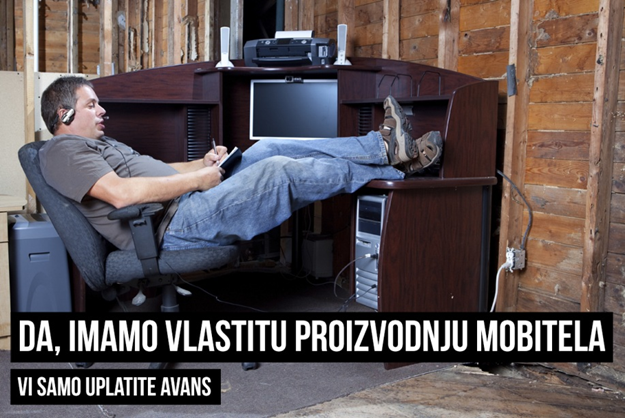 DA, IMAMO VLASTITU PROIZVODNJU MOBITELA
VI SAMO UPLATITE AVANS